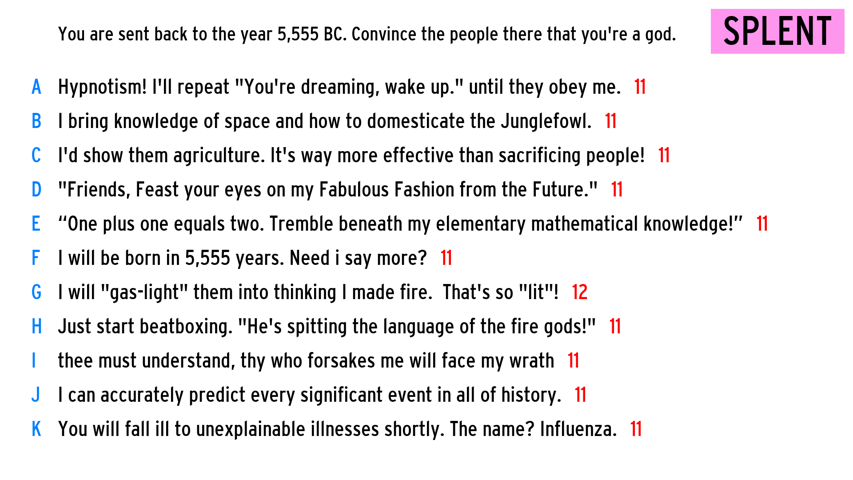 You are sent back to the year 5,555 BC. Convince the people there that you're a god.
SPLENT
A Hypnotism! I'll repeat "You're dreaming, wake up." until they obey me. 11
B I bring knowledge of space and how to domesticate the Junglefowl. 11
C I'd show them agriculture. It's way more effective than sacrificing people! 11
D "Friends, Feast your eyes on my Fabulous Fashion from the Future." 11
E “One plus one equals two. Tremble beneath my elementary mathematical knowledge!” 11
F I will be born in 5,555 years. Need i say more? 11
G I will "gas-light" them into thinking I made fire.  That's so "lit"! 12
H Just start beatboxing. "He's spitting the language of the fire gods!" 11
I thee must understand, thy who forsakes me will face my wrath 11
J I can accurately predict every significant event in all of history. 11
K You will fall ill to unexplainable illnesses shortly. The name? Influenza. 11